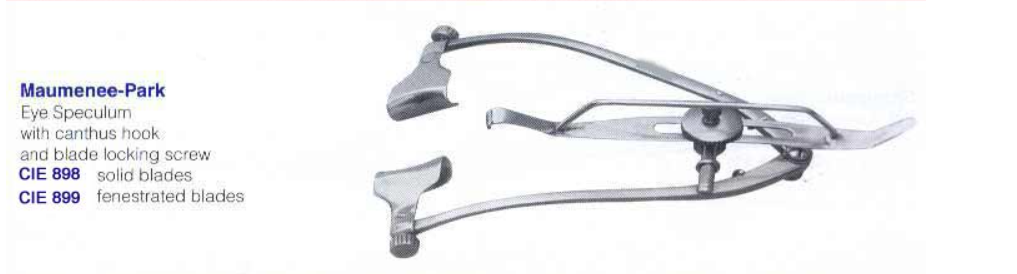 Maumenee-Park
Eye Speculum
with canthus hook
and blade locking screw
CIE 898 solid blades
CIE 899 fenestrated blades